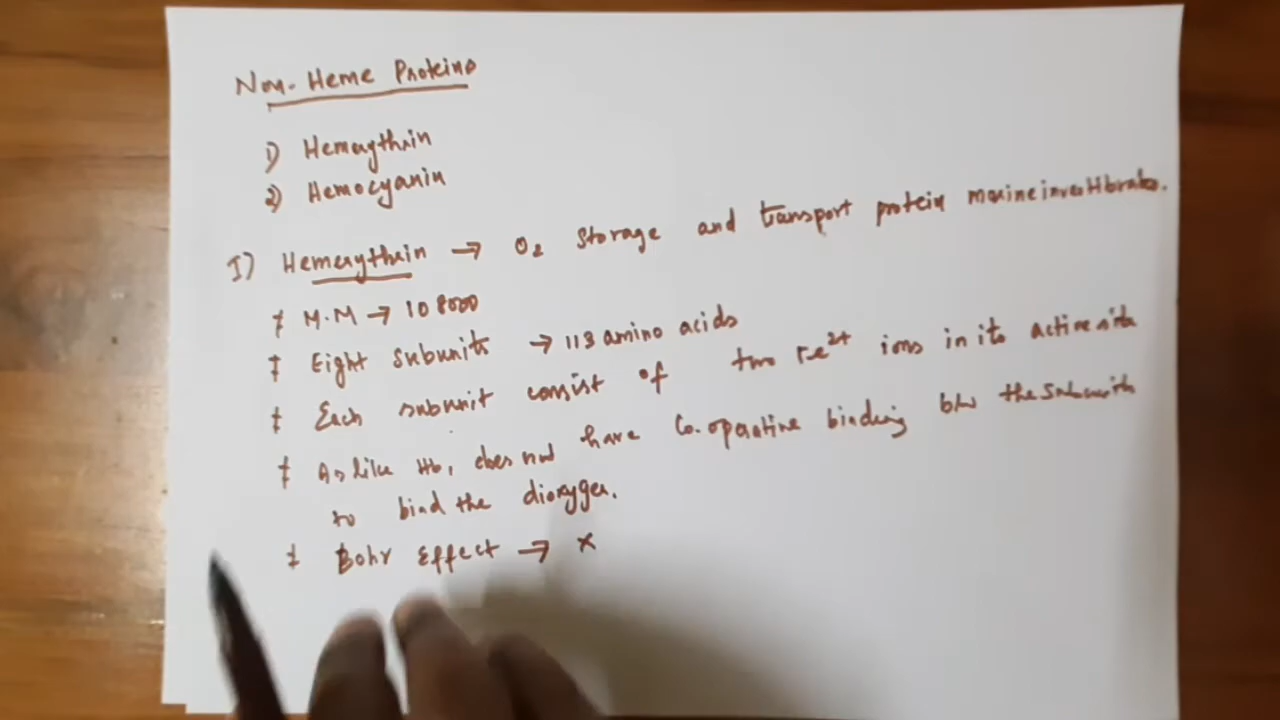 Non-Heme Proteins
1) Hemerythrin
2) Hemocyanin
I) Hemerythrin → O2 storage and transport protein marine invertibrates.
* M.M → 108000
* Eight subunits → 113 amino acids
* Each subunit consist of two Fe2+ ions in its active site
* As like Hb, does not have Co-operative binding b/w the subunits
to bind the dioxygen.
* Bohr Effect → ×